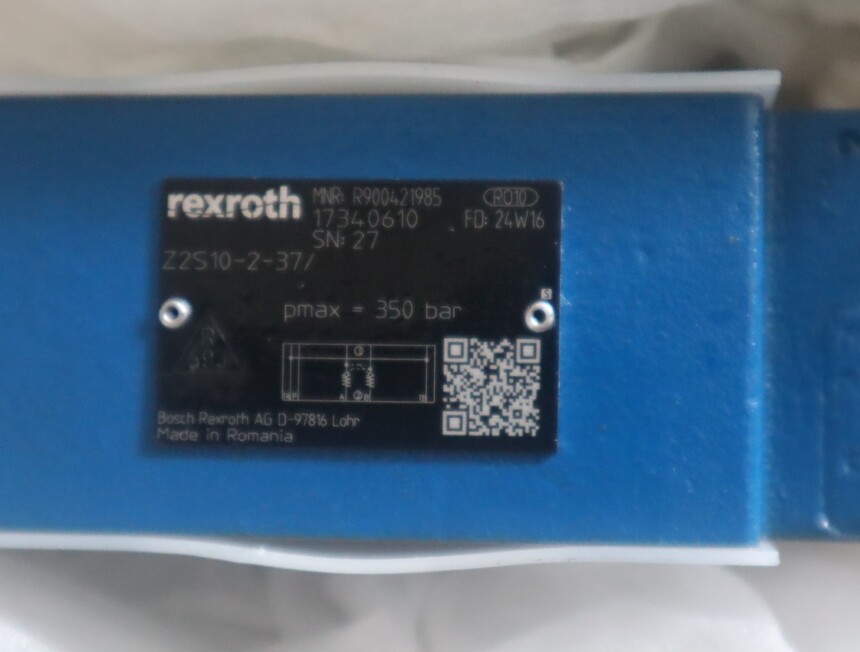 rexroth
MNR: R900421985
RO10
17340610
FD: 24W16
SN: 27
Z2S10-2-37/
S
pmax = 350 bar
Bosch Rexroth AG D-97816 Lohr
Made in Romania